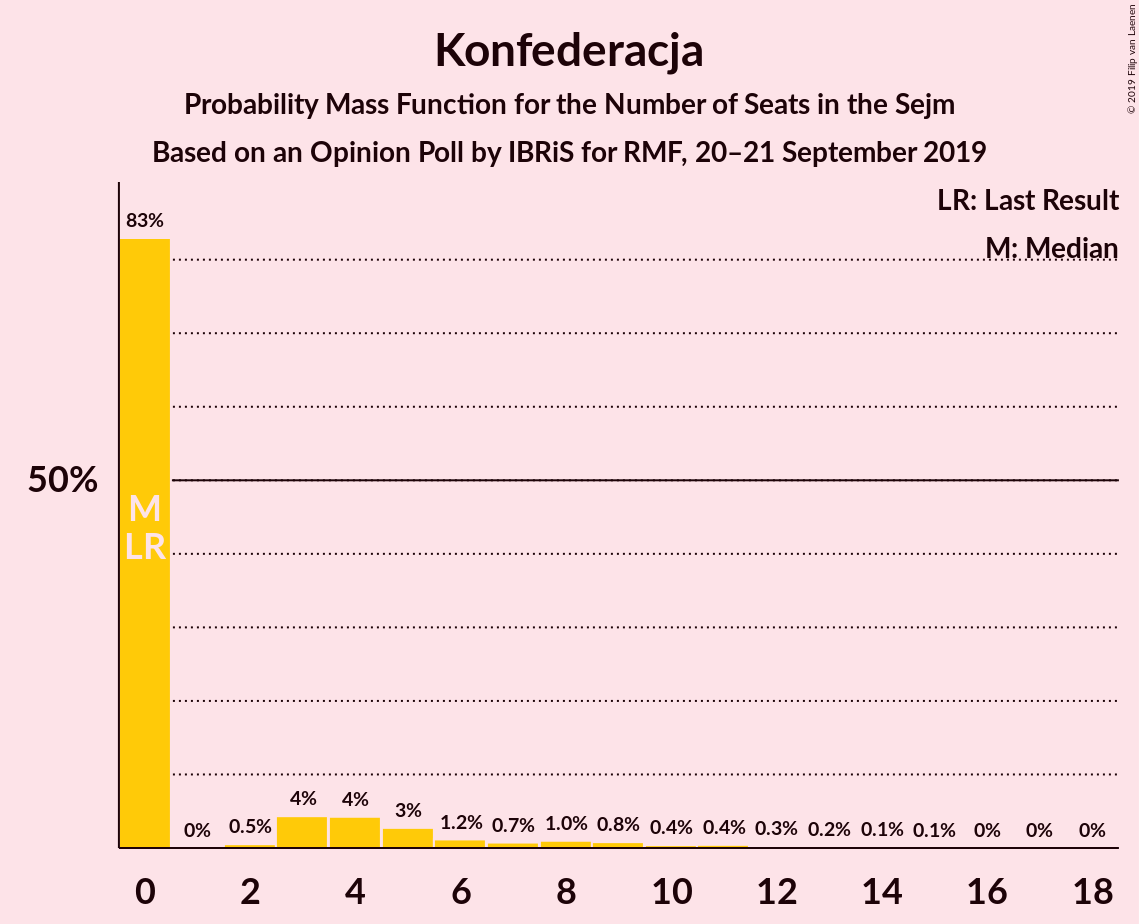 Konfederacja
Probability Mass Function for the Number of Seats in the Sejm
Based on an Opinion Poll by IBRiS for RMF, 20–21 September 2019
© 2019 Filip van Laenen
LR: Last Result
M: Median
83%
50%
M
LR
0% 0.5% 4% 4% 3% 1.2% 0.7% 1.0% 0.8% 0.4% 0.4% 0.3% 0.2% 0.1% 0.1% 0% 0% 0%
0 2 4 6 8 10 12 14 16 18